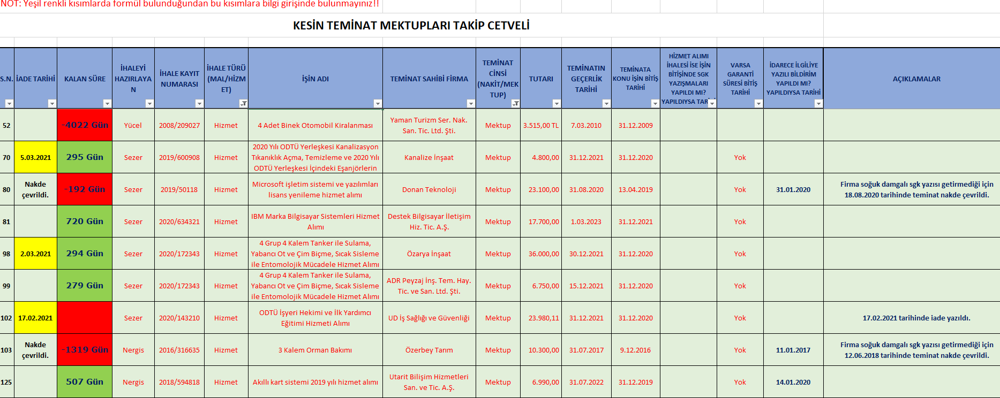 NOT: Yeşil renkli kısımlarda formül bulunduğundan bu kısımlara bilgi girişinde bulunmayınız!!
KESİN TEMİNAT MEKTUPLARI TAKİP CETVELİ
S.N.
İADE TARİHİ
KALAN SÜRE
İHALEYİ
HAZIRLAYA
N
İHALE KAYIT
NUMARASI
İHALE TÜRÜ
(MAL/HİZM
ET)
İŞİN ADI
TEMİNAT SAHİBİ FİRMA
TEMİNAT
CİNSİ
(NAKİT/MEK
TUP)
TUTARI
TEMİNATIN
GEÇERLİK
TARİHİ
TEMİNATA
KONU İŞİN BİTİŞ
TARİHİ
HİZMET ALIMI
İHALESİ İSE İŞİN
BİTİŞİNDE SGK
YAZIŞMALARI
YAPILDI MI?
YAPILDIYSA
VARSA
GARANTİ
SÜRESİ BİTİŞ
TARİHİ
İDARECE İLGİLİYE
YAZILI BİLDİRİM
YAPILDI MI?
YAPILDIYSA TARİHİ
AÇIKLAMALAR
52
-4022 Gün
Yücel
2008/209027
Hizmet
4 Adet Binek Otomobil Kiralanması
Yaman Turizm Ser. Nak.
San. Tic. Ltd. Şti.
Mektup
3.515,00 TL
7.03.2010
31.12.2009
70
5.03.2021
295 Gün
Sezer
2019/600908
Hizmet
2020 Yılı ODTÜ Yerleşkesi Kanalizasyon
Tıkanıklık Açma, Temizleme ve 2020 Yılı
ODTÜ Yerleşkesi İçindeki Eşanjörlerin
Kanalize İnşaat
Mektup
4.800,00
31.12.2021
31.12.2020
Yok
80
Nakde
çevrildi.
-192 Gün
Sezer
2019/50118
Hizmet
Microsoft işletim sistemi ve yazılımları
lisans yenileme hizmet alımı
Donan Teknoloji
Mektup
23.100,00
31.08.2020
13.04.2019
Yok
31.01.2020
Firma soğuk damgalı sgk yazısı getirmediği için
18.08.2020 tarihinde teminat nakde çevrildi.
81
720 Gün
Sezer
2020/634321
Hizmet
IBM Marka Bilgisayar Sistemleri Hizmet
Alımı
Destek Bilgisayar İletişim
Hiz. Tic. A.Ş.
Mektup
17.700,00
1.03.2023
31.12.2021
Yok
98
2.03.2021
294 Gün
Sezer
2020/172343
Hizmet
4 Grup 4 Kalem Tanker ile Sulama,
Yabancı Ot ve Çim Biçme, Sıcak Sisleme
ile Entomolojik Mücadele Hizmet Alımı
Özarya İnşaat
Mektup
36.000,00
30.12.2021
31.12.2020
Yok
99
279 Gün
Sezer
2020/172343
Hizmet
4 Grup 4 Kalem Tanker ile Sulama,
Yabancı Ot ve Çim Biçme, Sıcak Sisleme
ile Entomolojik Mücadele Hizmet Alımı
ADR Peyzaj İnş. Tem. Hay.
Tic. ve San. Ltd. Şti.
Mektup
6.750,00
15.12.2021
31.12.2020
Yok
102
17.02.2021
Sezer
2020/143210
Hizmet
ODTÜ İşyeri Hekimi ve İlk Yardımcı
Eğitimi Hizmeti Alımı
UD İş Sağlığı ve Güvenliği
Mektup
23.980,11
31.12.2021
31.12.2020
Yok
17.02.2021 tarihinde iade yazıldı.
103
Nakde
çevrildi.
-1319 Gün
Nergis
2016/316635
Hizmet
3 Kalem Orman Bakımı
Özerbey Tarım
Mektup
10.300,00
31.07.2017
9.12.2016
Yok
11.01.2017
Firma soğuk damgalı sgk yazısı getirmediği için
12.06.2018 tarihinde teminat nakde çevrildi.
125
507 Gün
Nergis
2018/594818
Hizmet
Akıllı kart sistemi 2019 yılı hizmet alımı
Utarit Bilişim Hizmetleri
San. ve Tic. A.Ş.
Mektup
6.990,00
31.07.2022
31.12.2019
Yok
14.01.2020